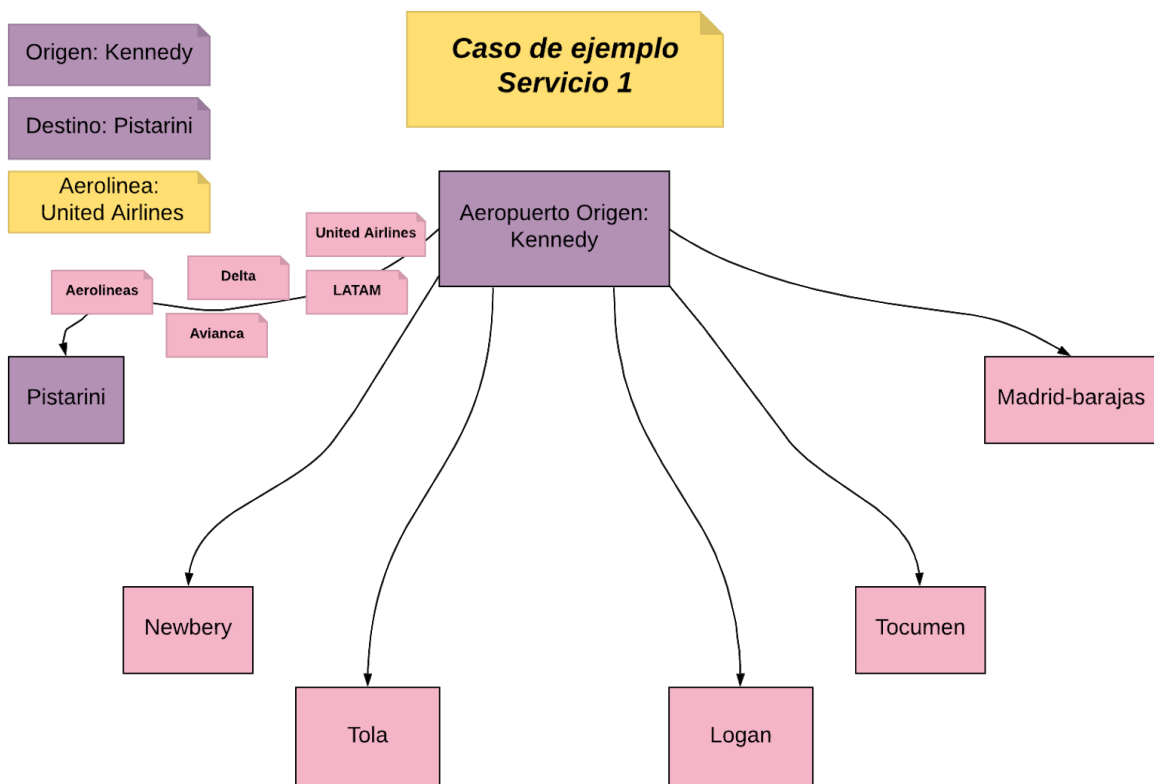 Origen: Kennedy
Destino: Pistarini
Aerolinea:
United Airlines
Caso de ejemplo
Servicio 1
Aeropuerto Origen:
Kennedy
United Airlines
Delta
LATAM
Aerolineas
Avianca
Pistarini
Madrid-barajas
Newbery
Tocumen
Tola
Logan